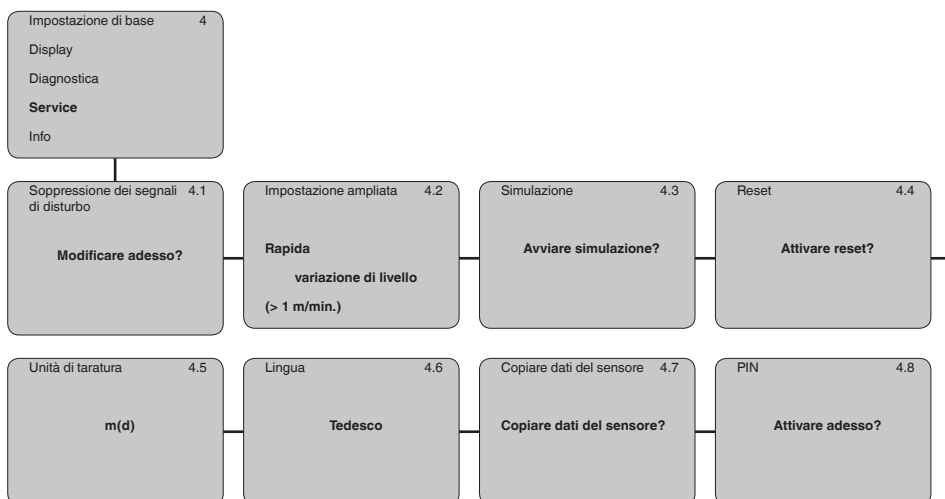 Impostazione di base 4
Display
Diagnostica
Service
Info
Soppressione dei segnali 4.1
di disturbo
Modificare adesso?
Impostazione ampliata 4.2
Rapida
variazione di livello
(> 1 m/min.)
Simulazione 4.3
Avviare simulazione?
Reset 4.4
Attivare reset?
Unità di taratura 4.5
m(d)
Lingua 4.6
Tedesco
Copiare dati del sensore 4.7
Copiare dati del sensore?
PIN 4.8
Attivare adesso?